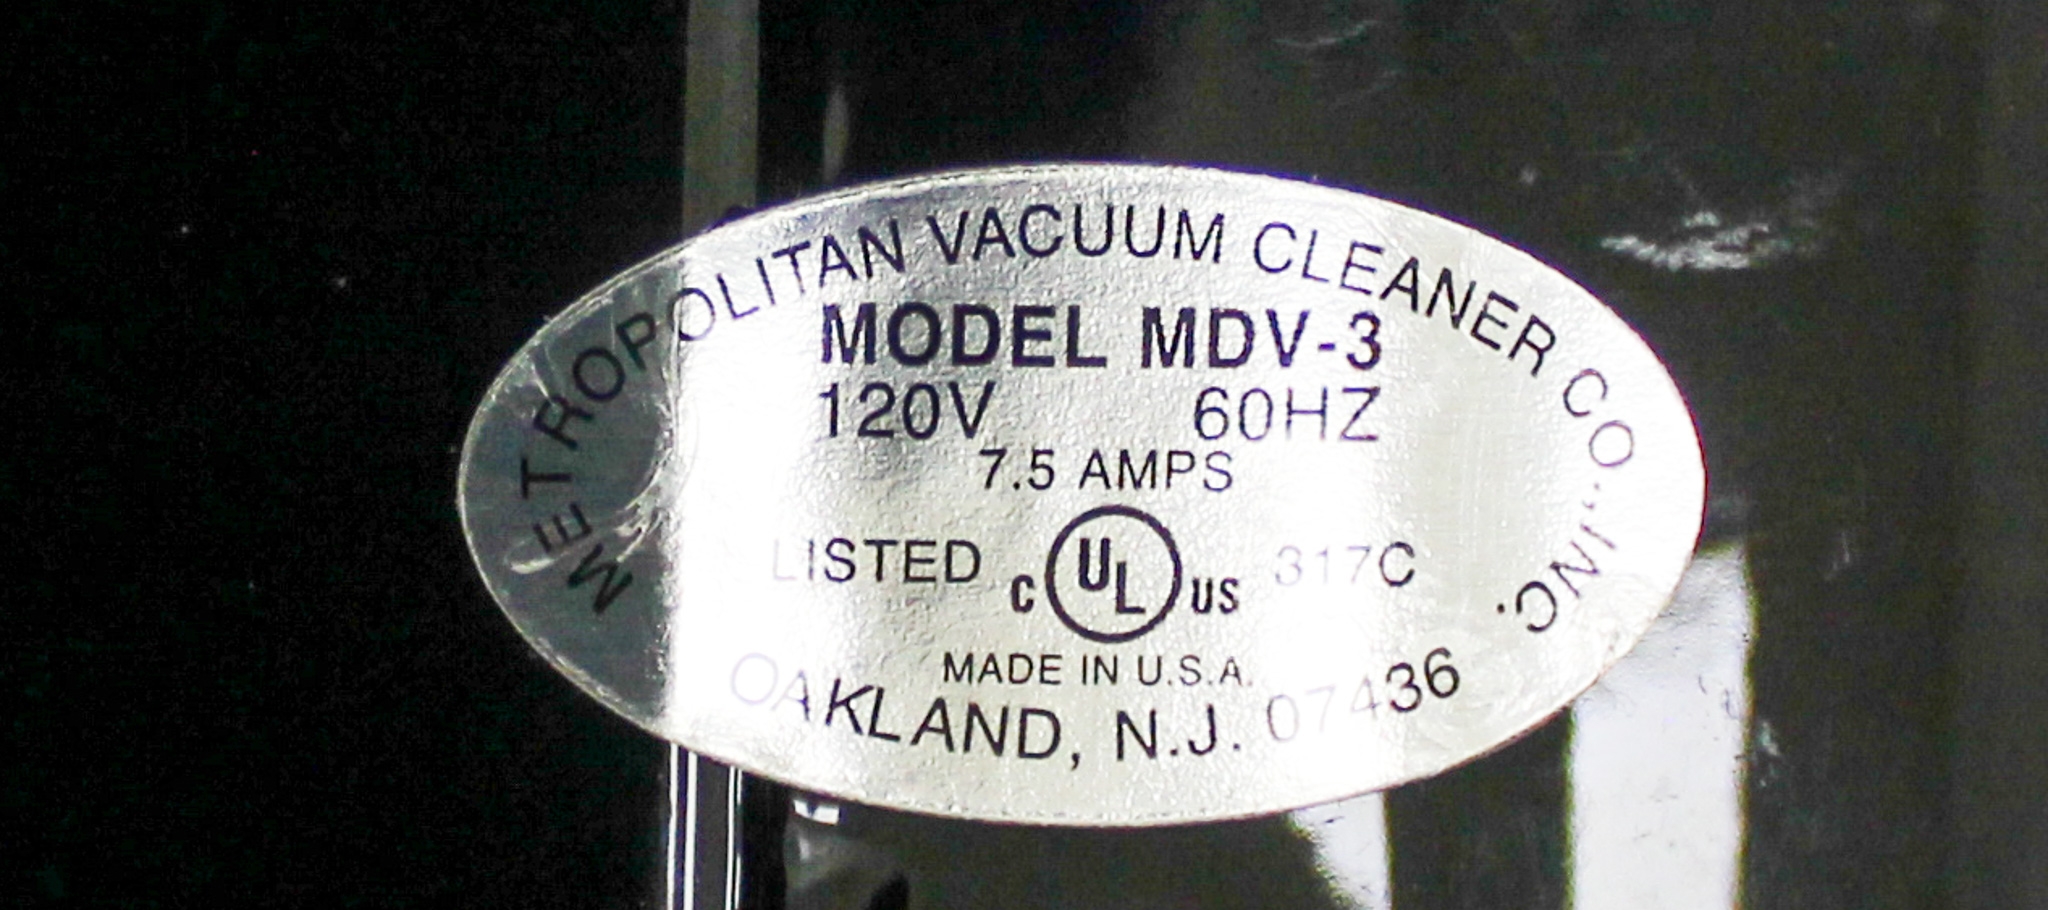 METROPOLITAN VACUUM CLEANER CO., INC.
MODEL MDV-3
120V 60HZ
7.5 AMPS
LISTED C UL US 317C
MADE IN U.S.A.
OAKLAND, N.J. 07436